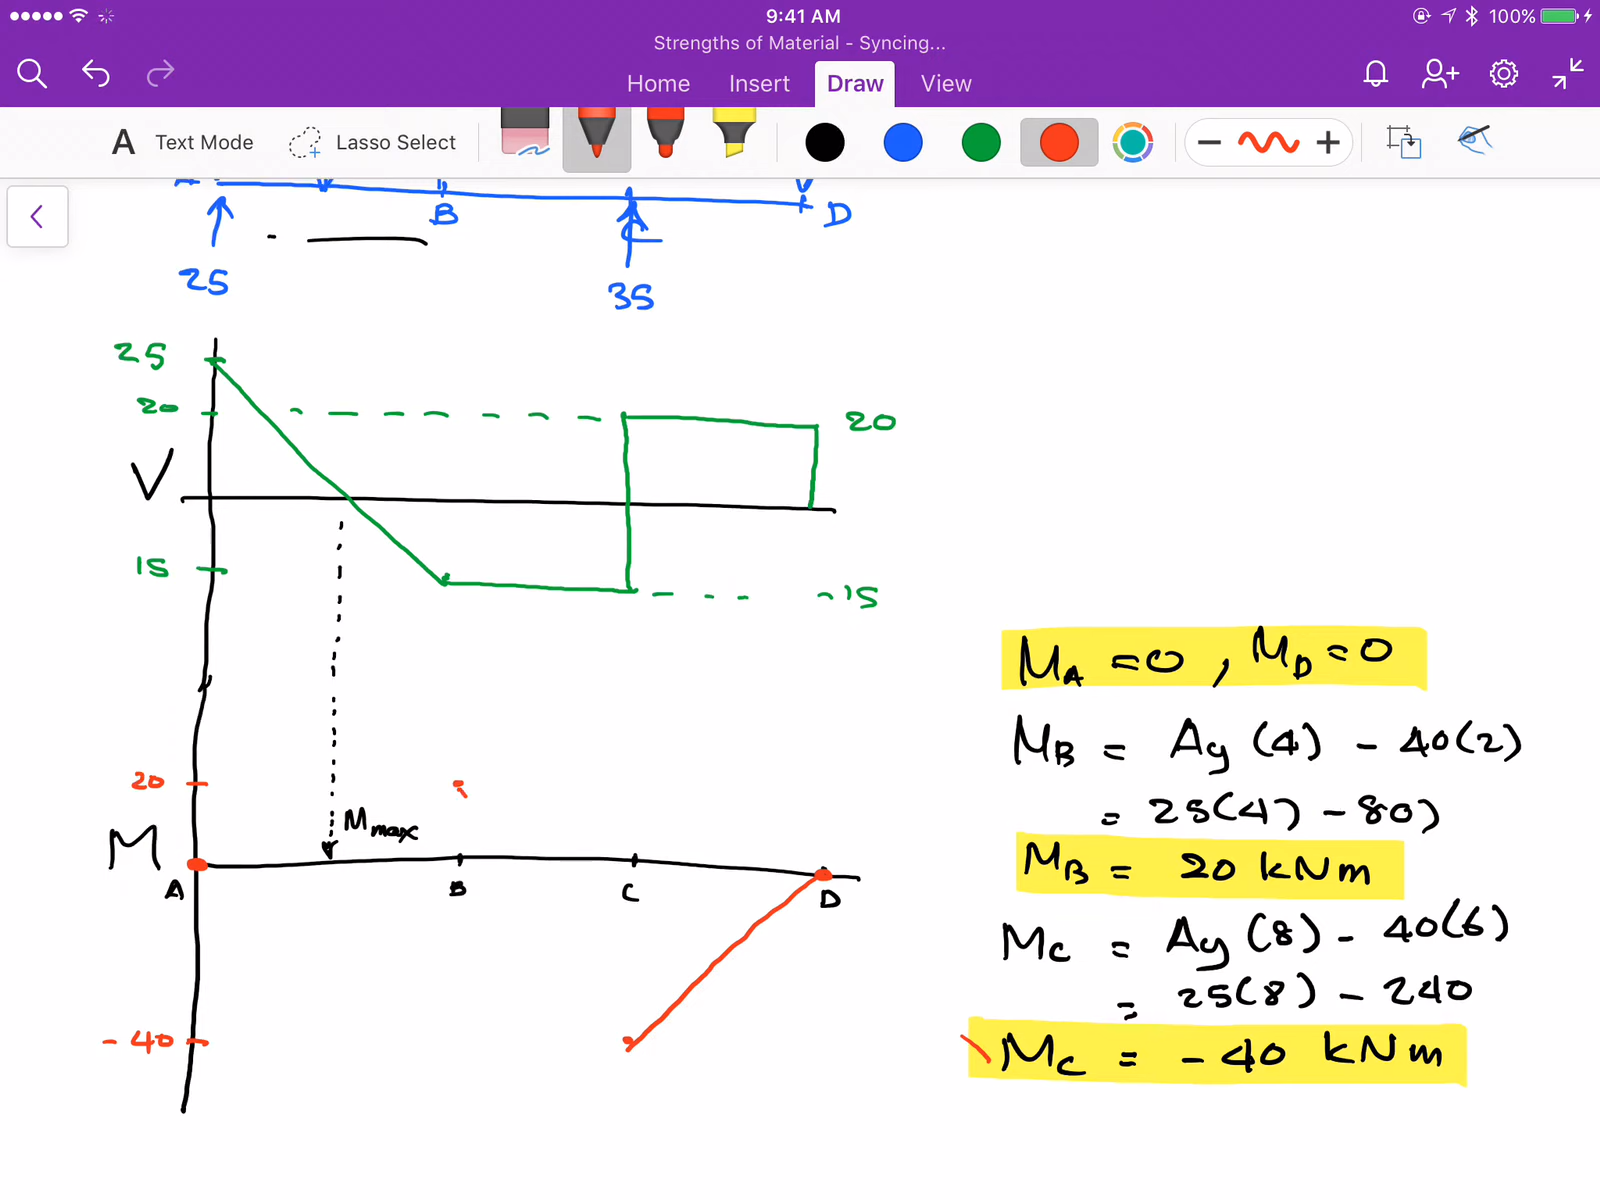 9:41 AM
100%
Strengths of Material - Syncing...
Home Insert Draw View
A Text Mode Lasso Select
B D
25 35
25
20 20
V
15 -15
20
M Mmax
A B C D
-40
MA = 0 , MD = 0
MB = Ay (4) - 40(2)
= 25(4) - 80)
MB = 20 kNm
MC = Ay (8) - 40(6)
= 25(8) - 240
MC = -40 kNm